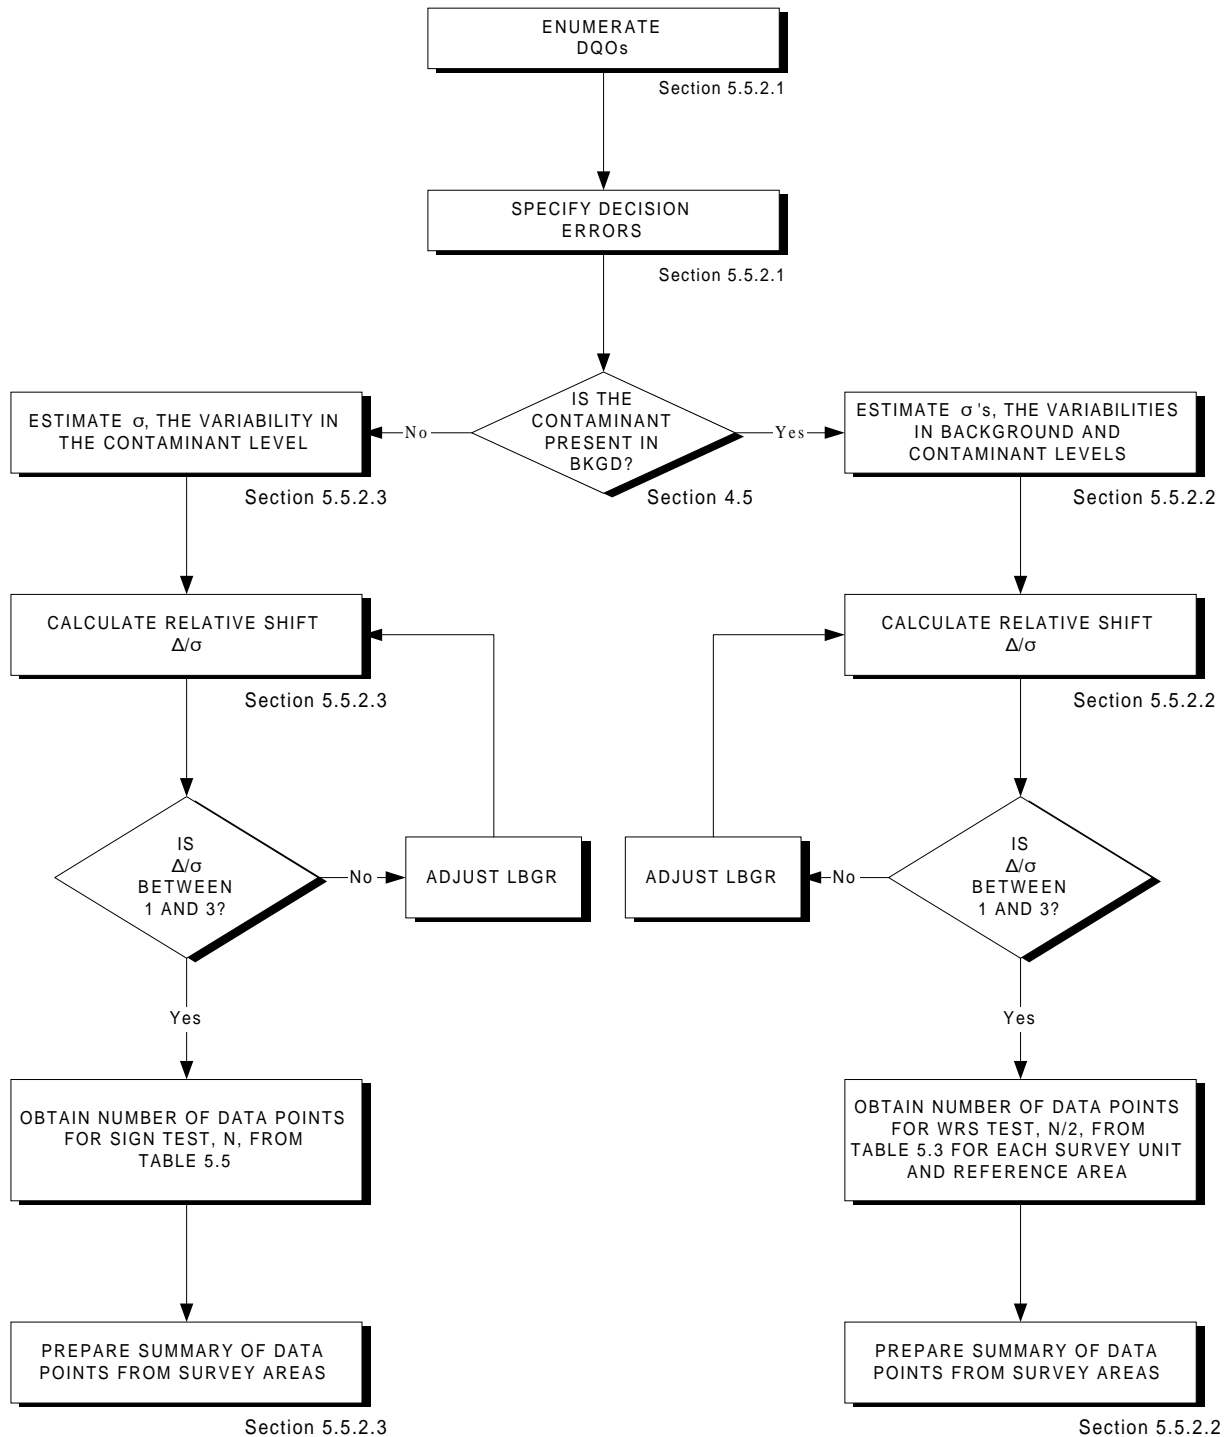 ENUMERATE
DQOs
Section 5.5.2.1
SPECIFY DECISION
ERRORS
Section 5.5.2.1
IS THE
CONTAMINANT
PRESENT IN
BKGD?
Section 4.5
No
Yes
ESTIMATE σ, THE VARIABILITY IN
THE CONTAMINANT LEVEL
Section 5.5.2.3
ESTIMATE σ's, THE VARIABILITIES
IN BACKGROUND AND
CONTAMINANT LEVELS
Section 5.5.2.2
CALCULATE RELATIVE SHIFT
Δ/σ
Section 5.5.2.3
CALCULATE RELATIVE SHIFT
Δ/σ
Section 5.5.2.2
IS
Δ/σ
BETWEEN
1 AND 3?
No
ADJUST LBGR
ADJUST LBGR
No
IS
Δ/σ
BETWEEN
1 AND 3?
Yes
Yes
OBTAIN NUMBER OF DATA POINTS
FOR SIGN TEST, N, FROM
TABLE 5.5
OBTAIN NUMBER OF DATA POINTS
FOR WRS TEST, N/2, FROM
TABLE 5.3 FOR EACH SURVEY UNIT
AND REFERENCE AREA
PREPARE SUMMARY OF DATA
POINTS FROM SURVEY AREAS
Section 5.5.2.3
PREPARE SUMMARY OF DATA
POINTS FROM SURVEY AREAS
Section 5.5.2.2